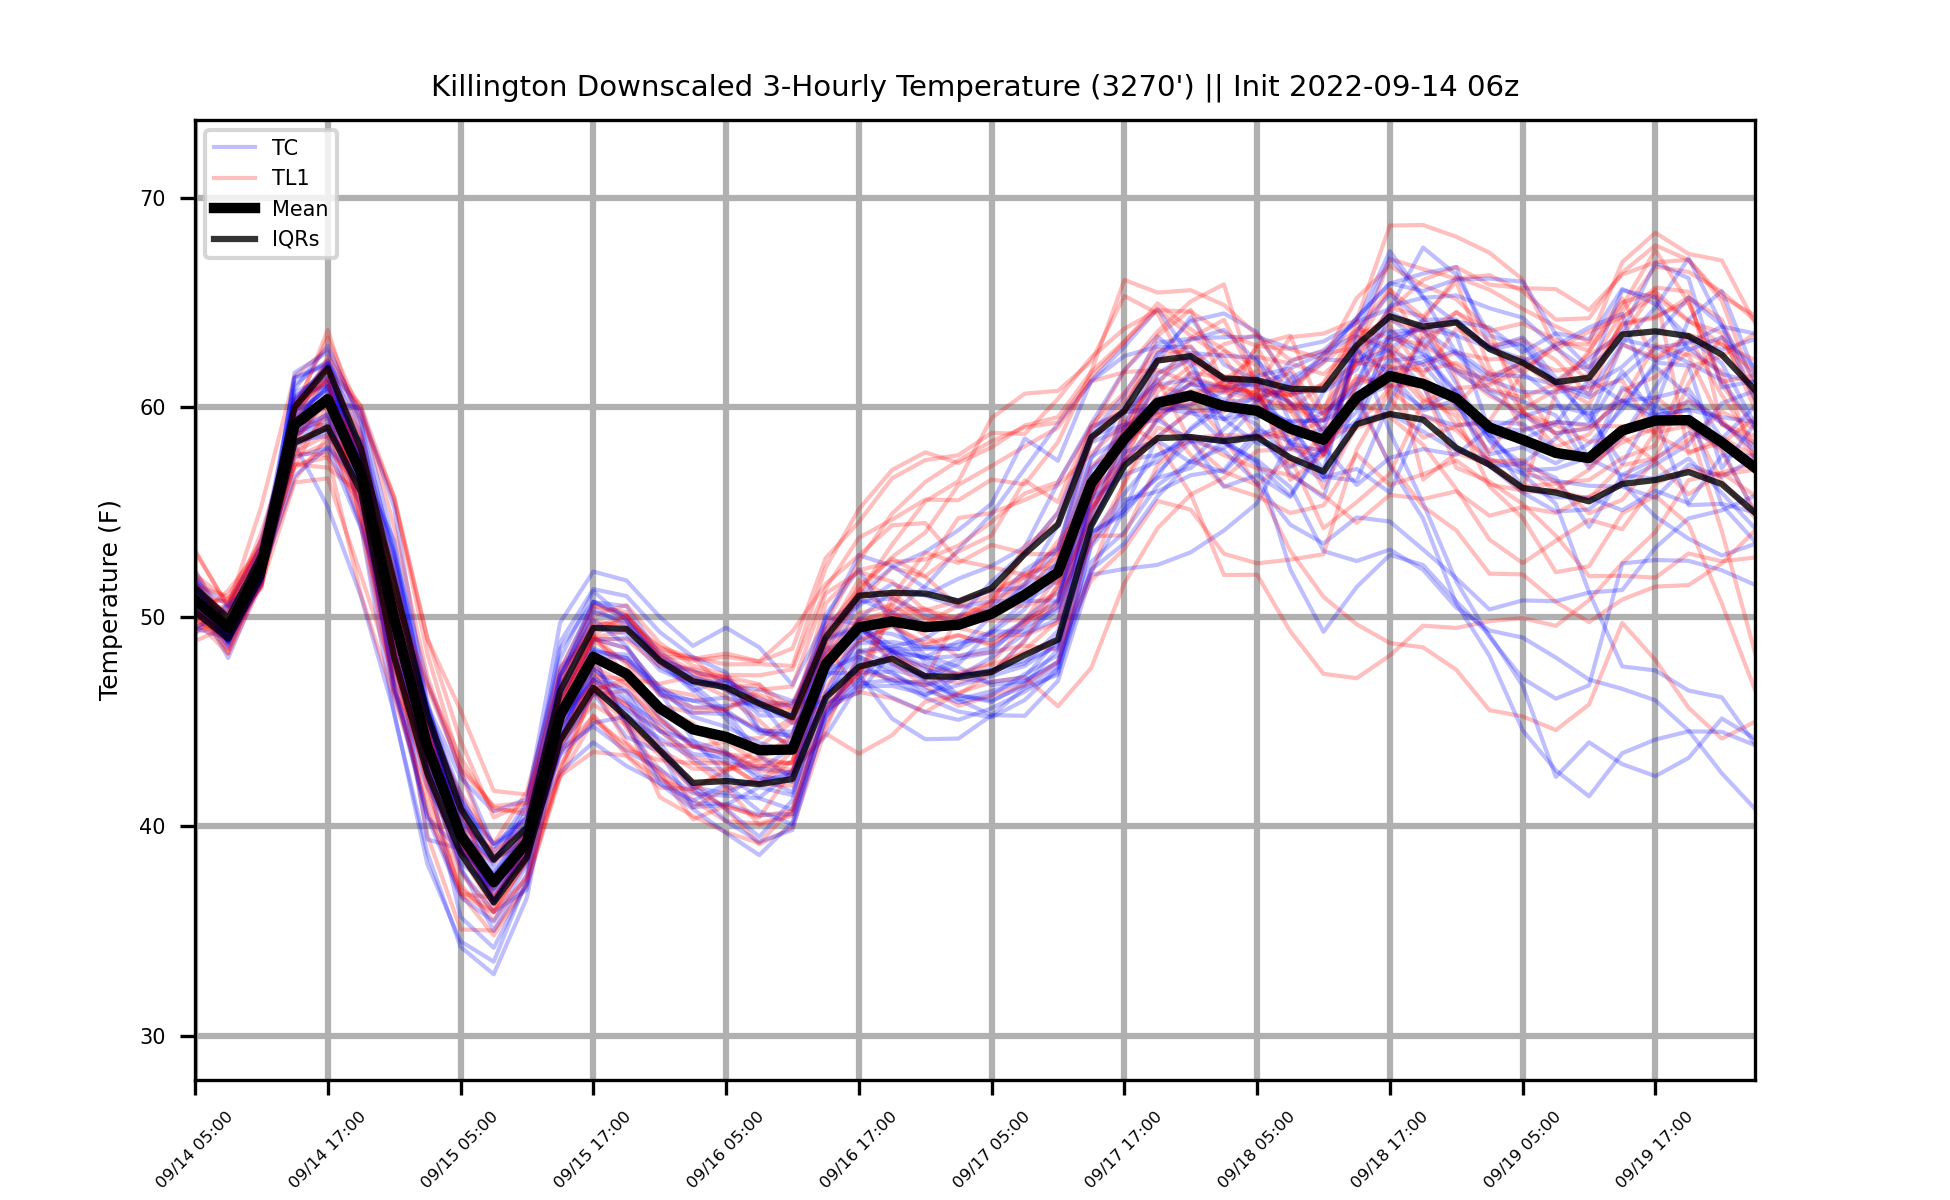 Killington Downscaled 3-Hourly Temperature (3270') || Init 2022-09-14 06z
TC
TL1
Mean
IQRs
Temperature (F)
70
60
50
40
30
09/14 05:00
09/14 17:00
09/15 05:00
09/15 17:00
09/16 05:00
09/16 17:00
09/17 05:00
09/17 17:00
09/18 05:00
09/18 17:00
09/19 05:00
09/19 17:00